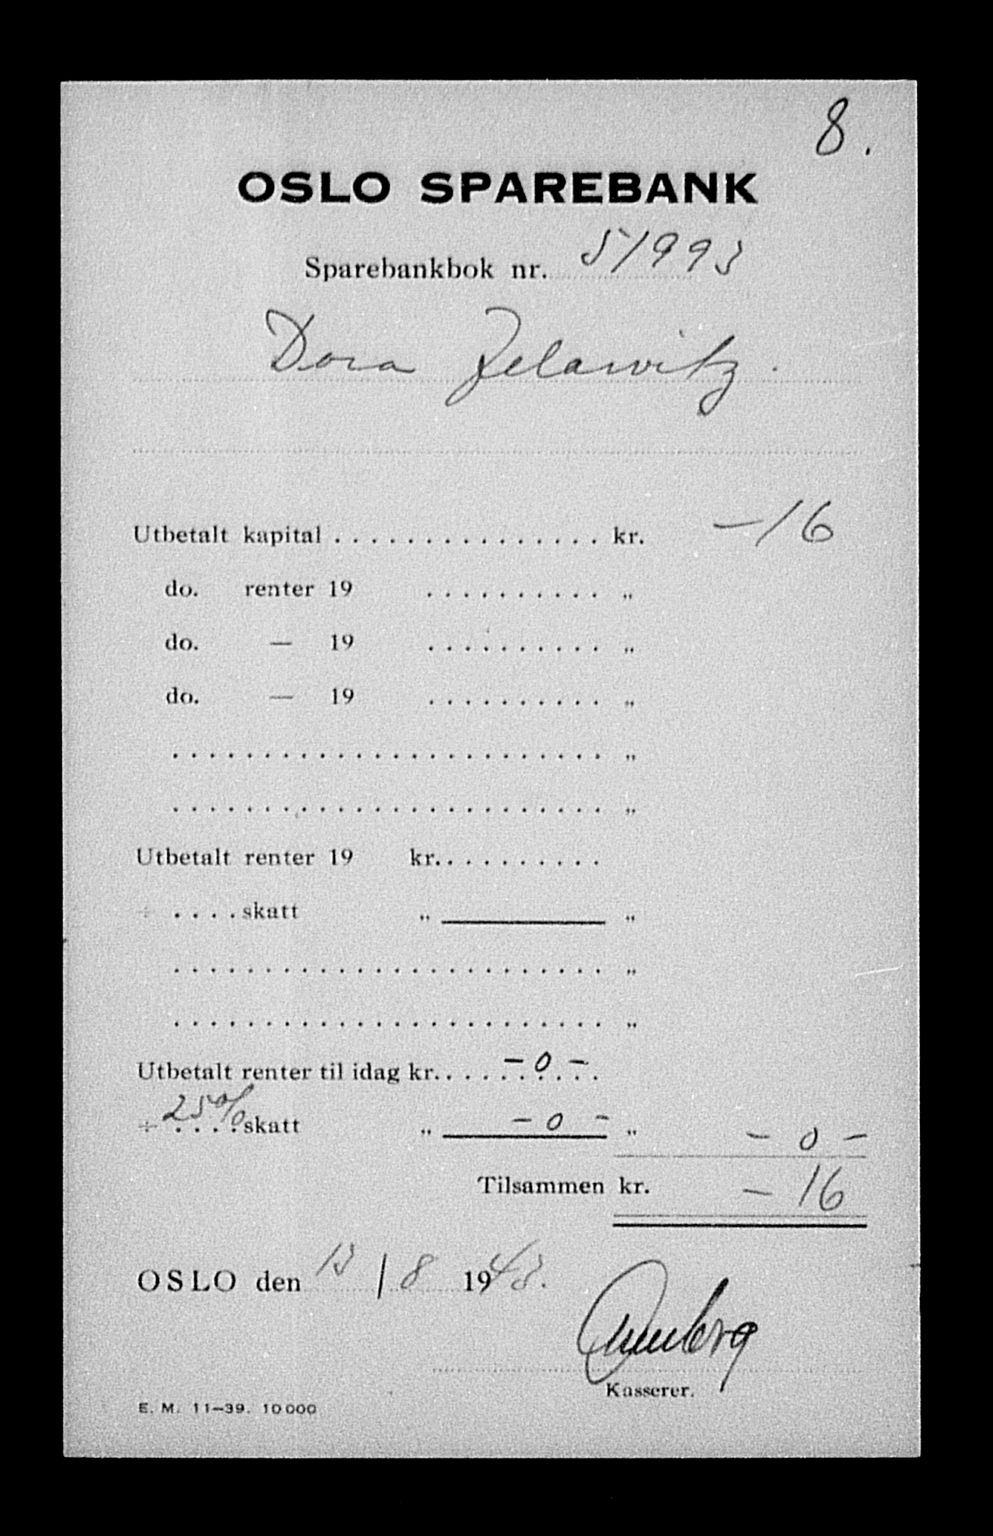 8.
OSLO SPAREBANK
Sparebankbok nr. 51993
Dora Jelawitz.
Utbetalt kapital . . . . . . . . . . . . . . . kr. —16
do. renter 19 . . . . . . . . . . „
do. — 19 . . . . . . . . . . „
do. — 19 . . . . . . . . . . „
. . . . . . . . . . . . . . . . . . . . . . . . „
. . . . . . . . . . . . . . . . . . . . . . . . „
Utbetalt renter 19 kr. . . . . . . . . .
÷ . . . . skatt „ „
. . . . . . . . . . . . . . . . . . . . . . . . „
. . . . . . . . . . . . . . . . . . . . . . . . „
Utbetalt renter til idag kr. . . . — 0 — . . .
÷ 25% skatt „ — 0 — „ — 0 —
Tilsammen kr. — 16
OSLO den 13 / 8 1943.
Kasserer.
E. M. 11—39. 10000